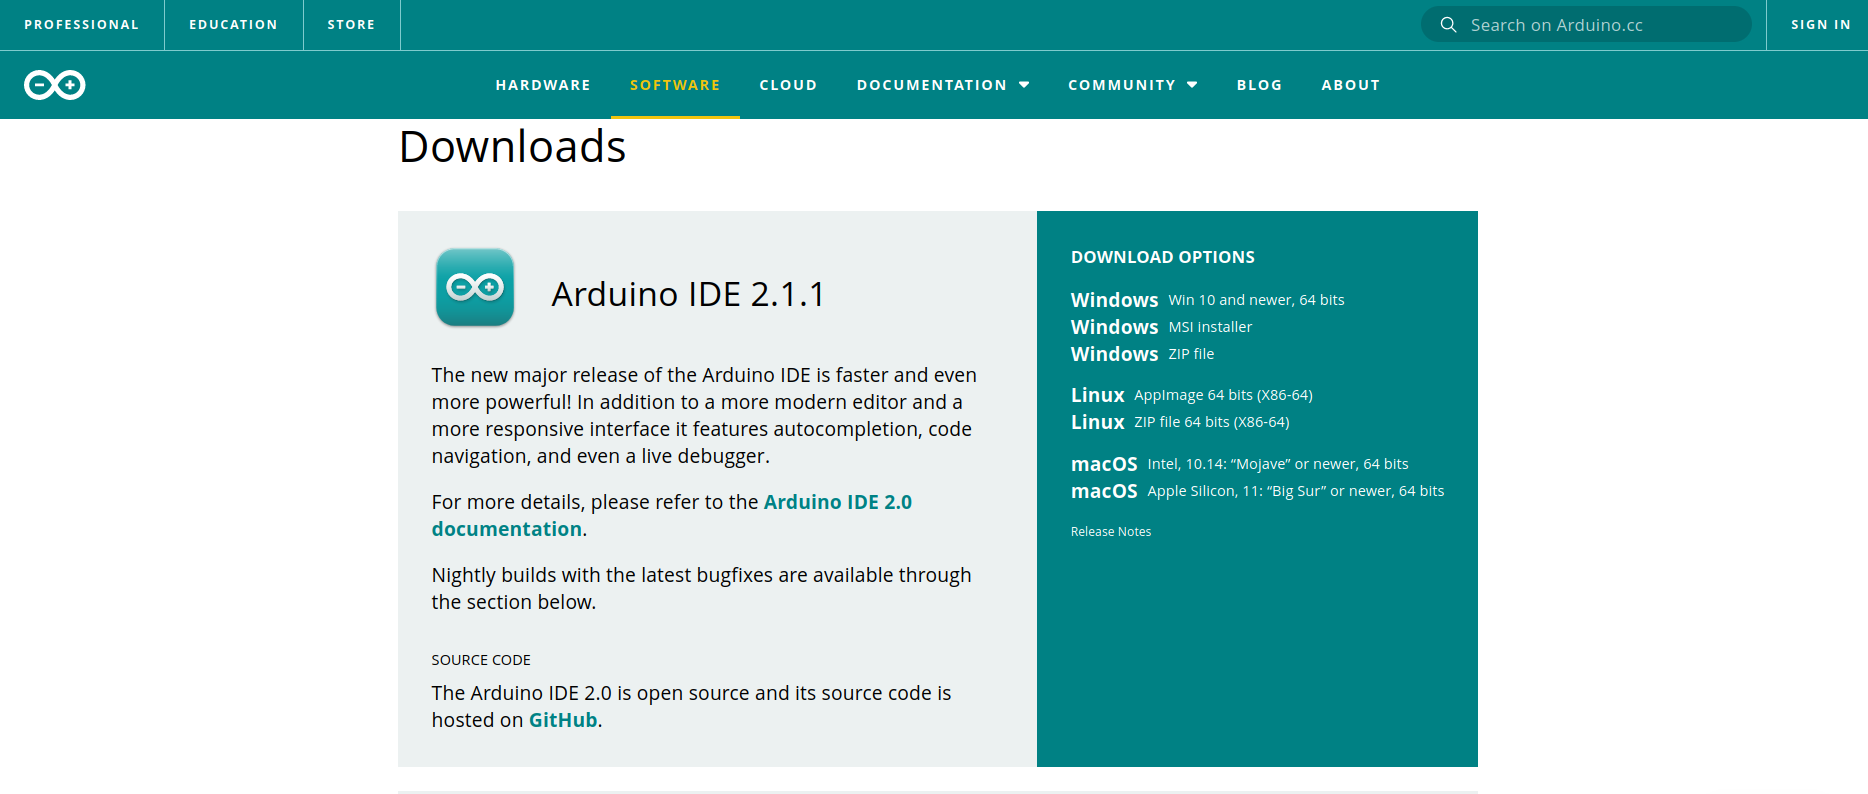 PROFESSIONAL
EDUCATION
STORE
Search on Arduino.cc
SIGN IN
HARDWARE
SOFTWARE
CLOUD
DOCUMENTATION
COMMUNITY
BLOG
ABOUT
Downloads
Arduino IDE 2.1.1
The new major release of the Arduino IDE is faster and even
more powerful! In addition to a more modern editor and a
more responsive interface it features autocompletion, code
navigation, and even a live debugger.
For more details, please refer to the Arduino IDE 2.0
documentation.
Nightly builds with the latest bugfixes are available through
the section below.
SOURCE CODE
The Arduino IDE 2.0 is open source and its source code is
hosted on GitHub.
DOWNLOAD OPTIONS
Windows Win 10 and newer, 64 bits
Windows MSI installer
Windows ZIP file
Linux AppImage 64 bits (X86-64)
Linux ZIP file 64 bits (X86-64)
macOS Intel, 10.14: “Mojave” or newer, 64 bits
macOS Apple Silicon, 11: “Big Sur” or newer, 64 bits
Release Notes